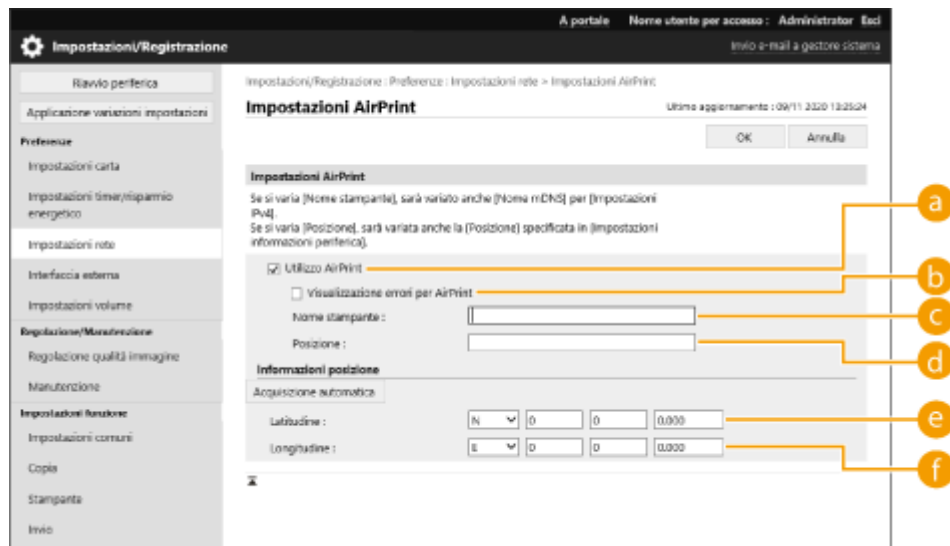 A portale Nome utente per accesso : Administrator Esci
Impostazioni/Registrazione
Invio e-mail a gestore sistema
Riavvio periferica
Applicazione variazioni impostazioni
Preferenze
Impostazioni carta
Impostazioni timer/risparmio
energetico
Impostazioni rete
Interfaccia esterna
Impostazioni volume
Regolazione/Manutenzione
Regolazione qualità immagine
Manutenzione
Impostazioni funzione
Impostazioni comuni
Copia
Stampante
Invio
Impostazioni/Registrazione : Preferenze : Impostazioni rete > Impostazioni AirPrint
Impostazioni AirPrint
Ultimo aggiornamento : 09/11 2020 13:25:24
OK Annulla
Impostazioni AirPrint
Se si varia [Nome stampante], sarà variato anche [Nome mDNS] per [Impostazioni
IPv4].
Se si varia [Posizione], sarà variata anche la [Posizione] specificata in [Impostazioni
informazioni periferica].
Utilizzo AirPrint
a
Visualizzazione errori per AirPrint
b
Nome stampante :
c
Posizione :
d
Informazioni posizione
Acquisizione automatica
Latitudine : N 0 0 0.000
e
Longitudine : E 0 0 0.000
f